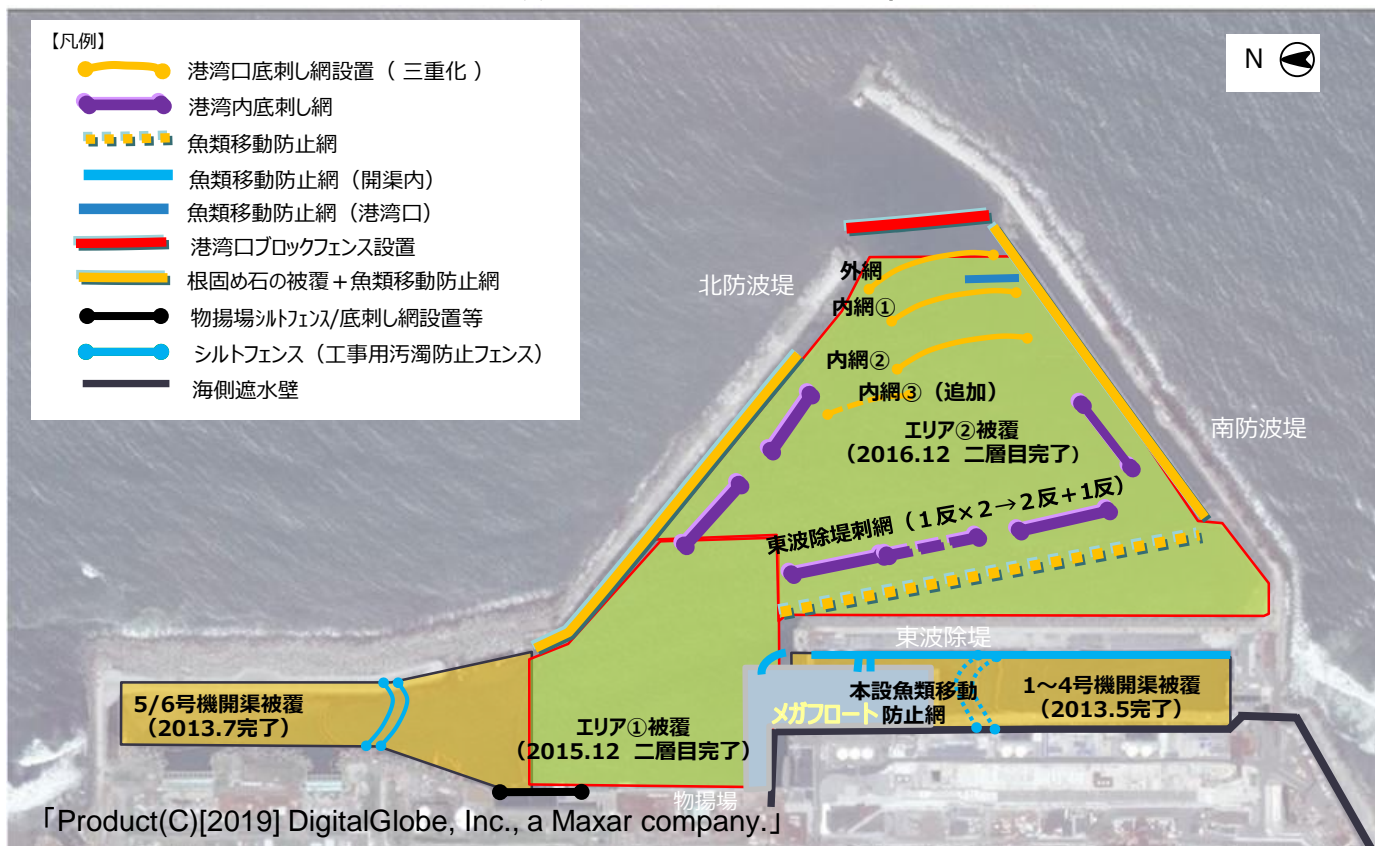 【凡例】
港湾口底刺し網設置（ 三重化 ）
港湾内底刺し網
魚類移動防止網
魚類移動防止網（開渠内）
魚類移動防止網（港湾口）
港湾口ブロックフェンス設置
根固め石の被覆＋魚類移動防止網
物揚場シルトフェンス/底刺し網設置等
シルトフェンス（工事用汚濁防止フェンス）
海側遮水壁
N
北防波堤
外網
内網①
内網②
内網③（追加）
エリア②被覆
（2016.12 二層目完了）
南防波堤
東波除堤刺網（１反×２→２反＋１反）
東波除堤
5/6号機開渠被覆
（2013.7完了）
エリア①被覆
（2015.12 二層目完了）
メガフロート
本設魚類移動
防止網
1～4号機開渠被覆
（2013.5完了）
物揚場
「Product(C)[2019] DigitalGlobe, Inc., a Maxar company.」